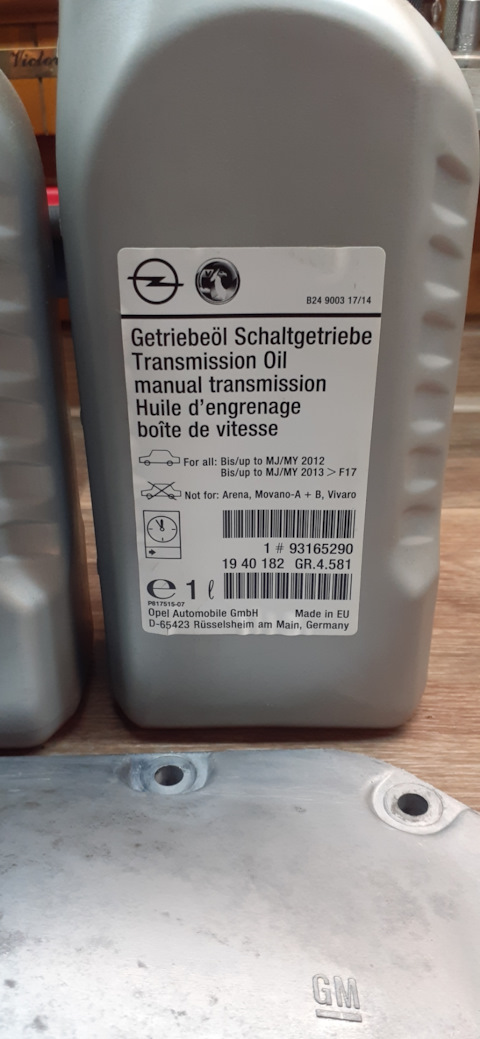 Victor
B24 9003 17/14
Getriebeöl Schaltgetriebe
Transmission Oil
manual transmission
Huile d'engrenage
boîte de vitesse
For all: Bis/up to MJ/MY 2012
Bis/up to MJ/MY 2013 > F17
Not for: Arena, Movano-A + B, Vivaro
1 # 93165290
19 40 182 GR.4.581
e 1 ℓ
P817515-07
Opel Automobile GmbH Made in EU
D-65423 Rüsselsheim am Main, Germany
GM